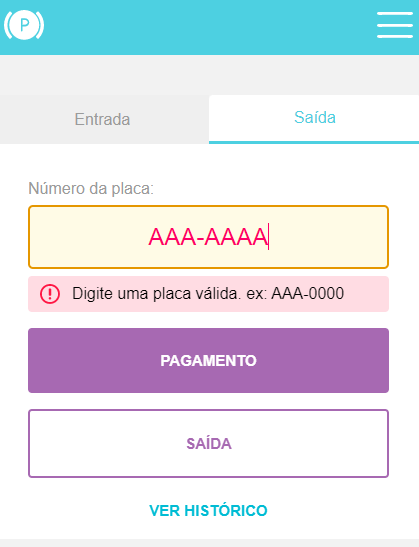 P
Entrada
Saída
Número da placa:
AAA-AAAA
Digite uma placa válida. ex: AAA-0000
PAGAMENTO
SAÍDA
VER HISTÓRICO